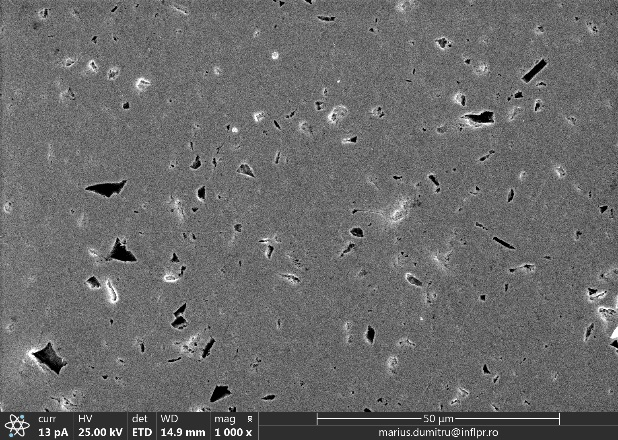 curr HV det WD mag 50 µm
13 pA 25.00 kV ETD 14.9 mm 1 000 x marius.dumitru@inflpr.ro